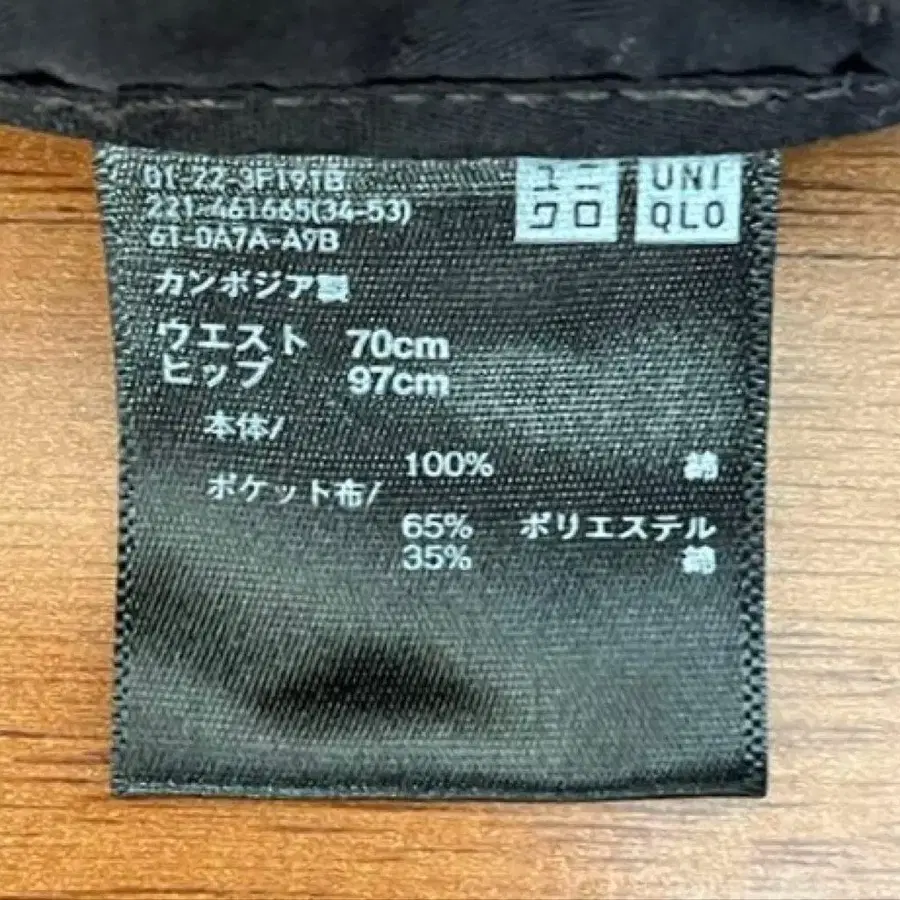 01-22-3F191B
221-461665(34-53)
61-0A7A-A9B
ユニ
クロ
UNI
QLO
カンボジア製
ウエスト 70cm
ヒップ 97cm
本体/
100% 綿
ポケット布/
65% ポリエステル
35% 綿